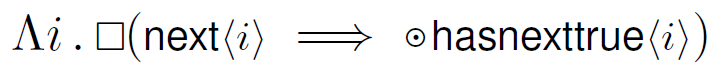 Λi . □(next⟨i⟩ ⟹ ⊙hasnexttrue⟨i⟩)